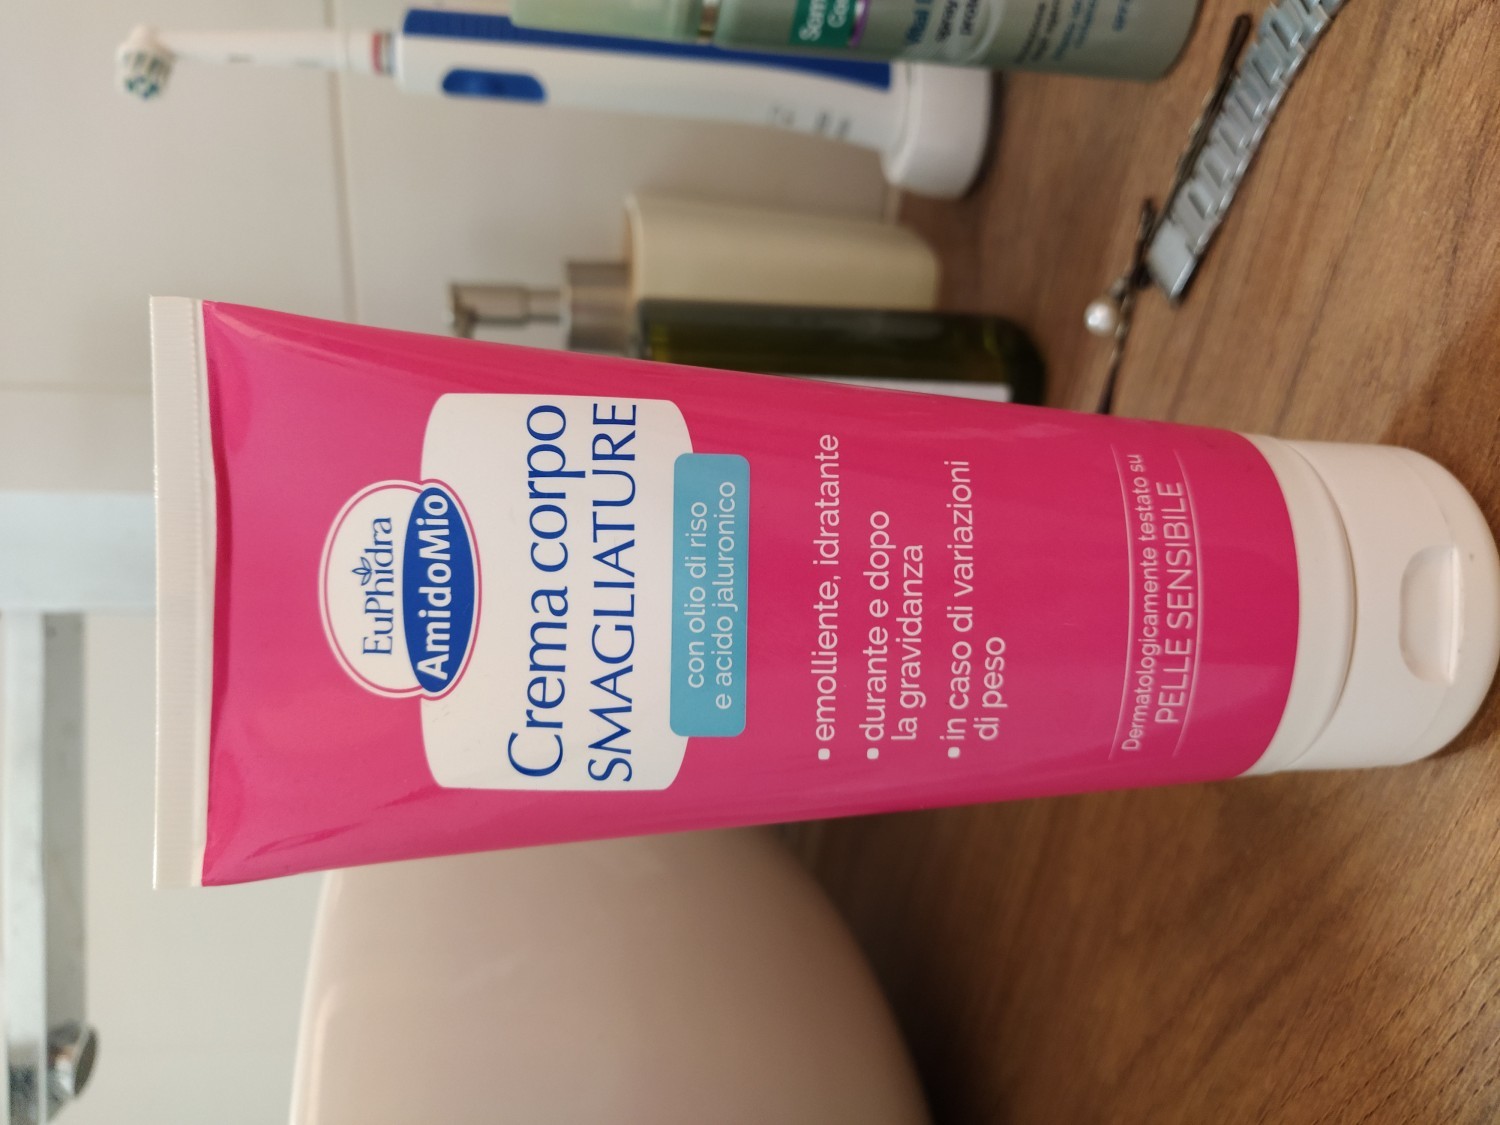 EuPhidra
AmidoMio
Crema corpo
SMAGLIATURE
con olio di riso
e acido jaluronico
• emolliente, idratante
• durante e dopo
la gravidanza
• in caso di variazioni
di peso
Dermatologicamente testato su
PELLE SENSIBILE